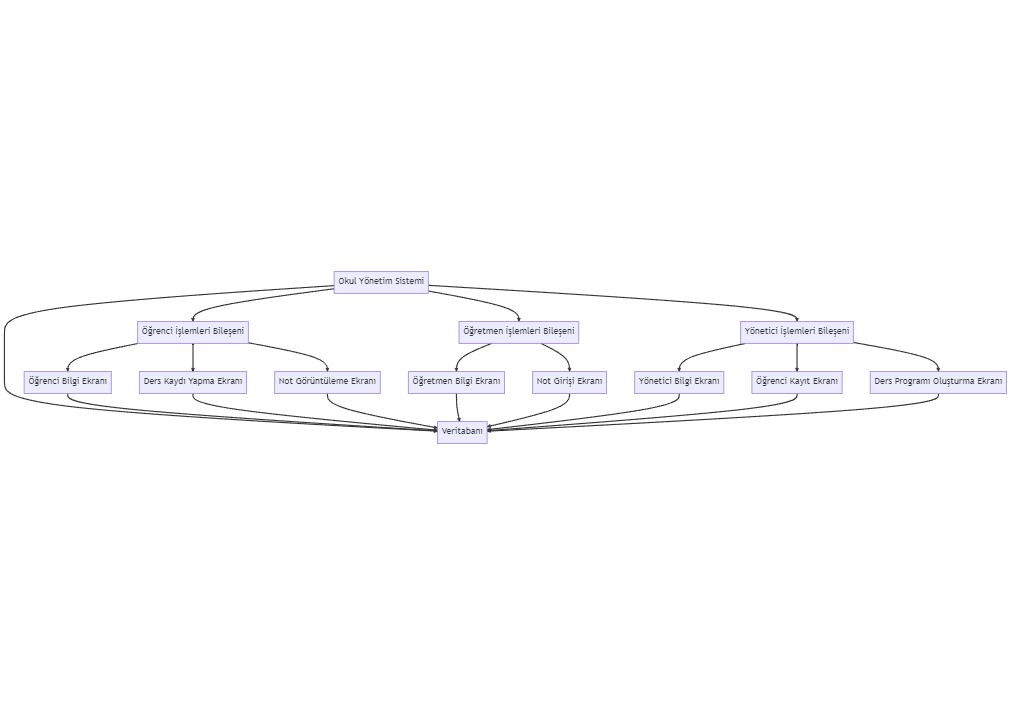 Okul Yönetim Sistemi
Öğrenci İşlemleri Bileşeni
Öğretmen İşlemleri Bileşeni
Yönetici İşlemleri Bileşeni
Öğrenci Bilgi Ekranı
Ders Kaydı Yapma Ekranı
Not Görüntüleme Ekranı
Öğretmen Bilgi Ekranı
Not Girişi Ekranı
Yönetici Bilgi Ekranı
Öğrenci Kayıt Ekranı
Ders Programı Oluşturma Ekranı
Veritabanı